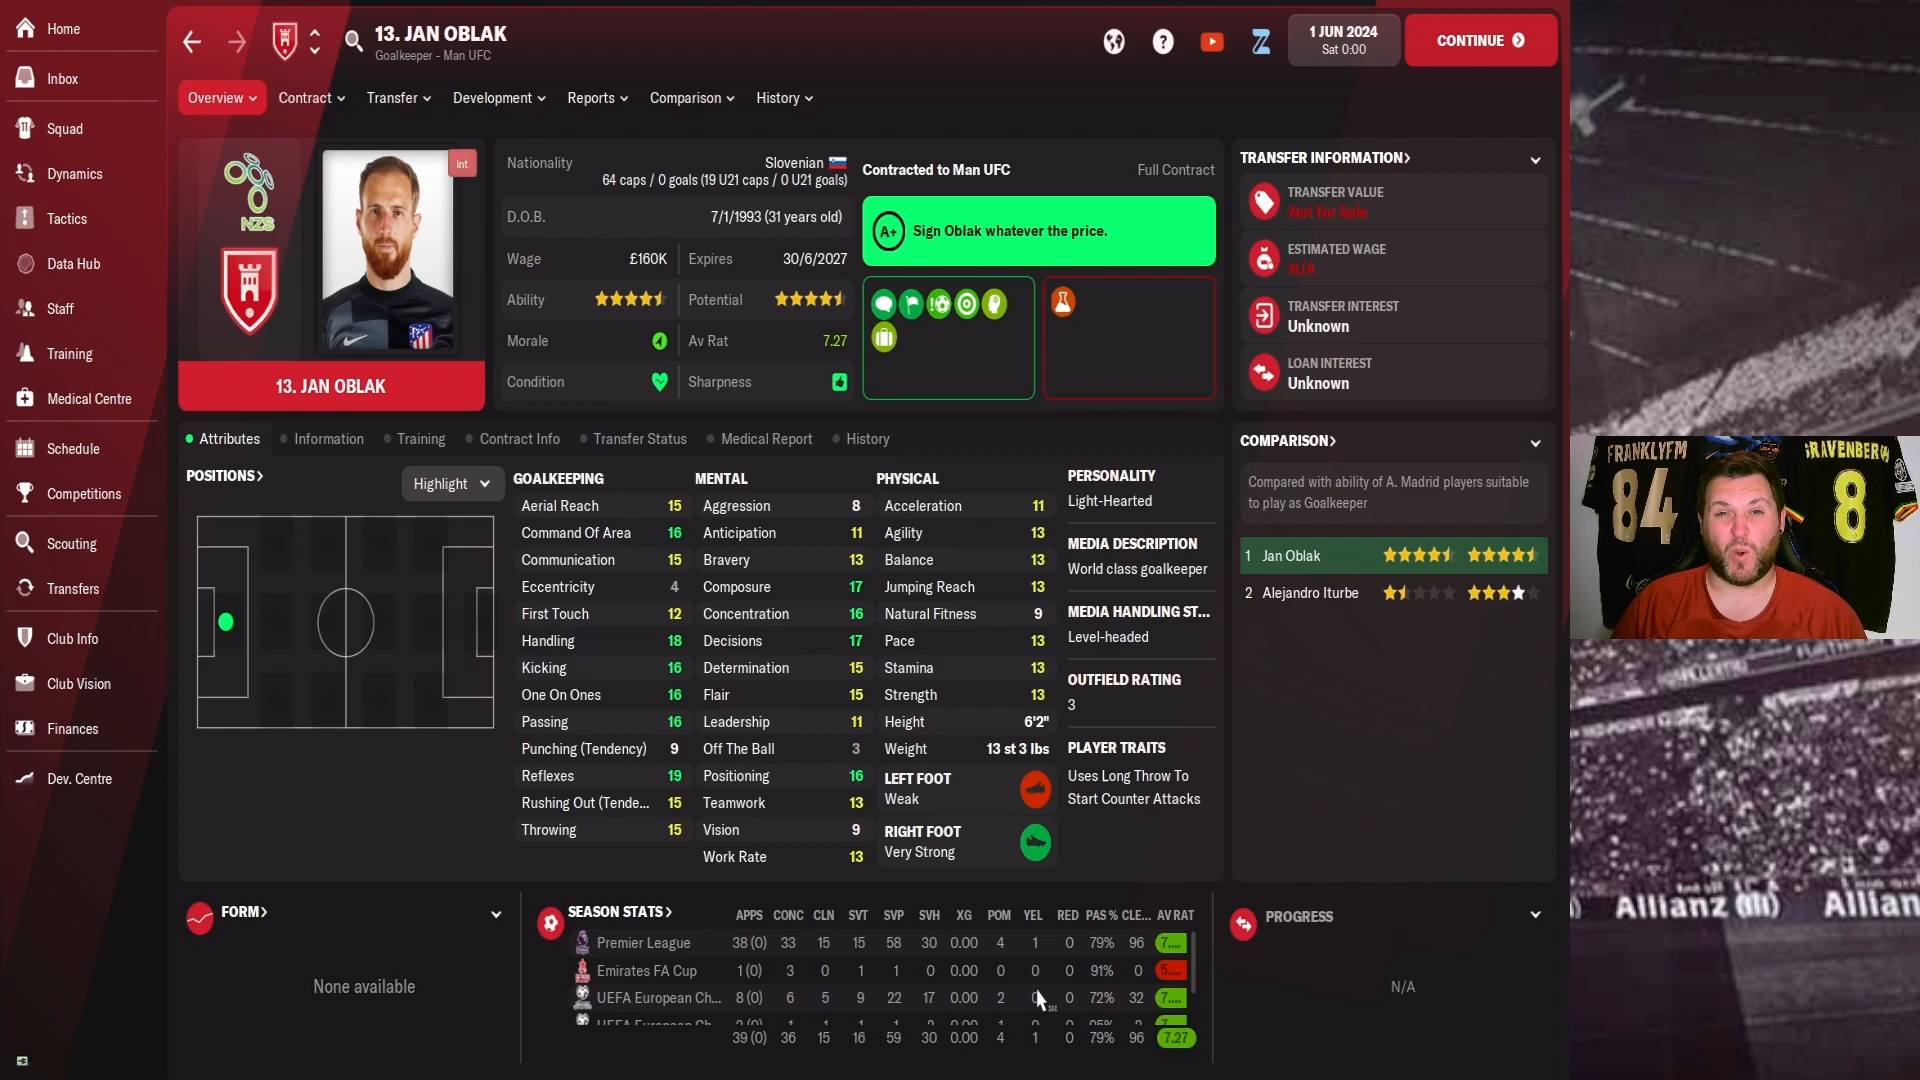 Home
Inbox
Squad
Dynamics
Tactics
Data Hub
Staff
Training
Medical Centre
Schedule
Competitions
Scouting
Transfers
Club Info
Club Vision
Finances
Dev. Centre
13. JAN OBLAK
Goalkeeper - Man UFC
1 JUN 2024
Sat 0:00
CONTINUE
Overview Contract Transfer Development Reports Comparison History
NZS
Int
13. JAN OBLAK
Nationality Slovenian
64 caps / 0 goals (19 U21 caps / 0 U21 goals)
D.O.B. 7/1/1993 (31 years old)
Wage £160K Expires 30/6/2027
Ability Potential
Morale Av Rat 7.27
Condition Sharpness
Contracted to Man UFC Full Contract
A+ Sign Oblak whatever the price.
TRANSFER INFORMATION>
TRANSFER VALUE
Not for Sale
ESTIMATED WAGE
N/A
TRANSFER INTEREST
Unknown
LOAN INTEREST
Unknown
Attributes Information Training Contract Info Transfer Status Medical Report History
POSITIONS>
Highlight
GOALKEEPING
Aerial Reach 15
Command Of Area 16
Communication 15
Eccentricity 4
First Touch 12
Handling 18
Kicking 16
One On Ones 16
Passing 16
Punching (Tendency) 9
Reflexes 19
Rushing Out (Tende... 15
Throwing 15
MENTAL
Aggression 8
Anticipation 11
Bravery 13
Composure 17
Concentration 16
Decisions 17
Determination 15
Flair 15
Leadership 11
Off The Ball 3
Positioning 16
Teamwork 13
Vision 9
Work Rate 13
PHYSICAL
Acceleration 11
Agility 13
Balance 13
Jumping Reach 13
Natural Fitness 9
Pace 13
Stamina 13
Strength 13
Height 6'2"
Weight 13 st 3 lbs
LEFT FOOT
Weak
RIGHT FOOT
Very Strong
PERSONALITY
Light-Hearted
MEDIA DESCRIPTION
World class goalkeeper
MEDIA HANDLING ST...
Level-headed
OUTFIELD RATING
3
PLAYER TRAITS
Uses Long Throw To
Start Counter Attacks
COMPARISON>
Compared with ability of A. Madrid players suitable
to play as Goalkeeper
1 Jan Oblak
2 Alejandro Iturbe
FORM>
None available
SEASON STATS> APPS CONC CLN SVT SVP SVH XG POM YEL RED PAS % CLE... AV RAT
Premier League 38 (0) 33 15 15 58 30 0.00 4 1 0 79% 96 7....
Emirates FA Cup 1 (0) 3 0 1 1 0 0.00 0 0 0 91% 0 5....
UEFA European Ch... 8 (0) 6 5 9 22 17 0.00 2 0 72% 32 7....
UEFA European Ch
39 (0) 36 15 16 59 30 0.00 4 1 0 79% 96 7.27
PROGRESS
N/A
FRANKLYFM
84
GRAVENBERCH
8
Allianz
Allian